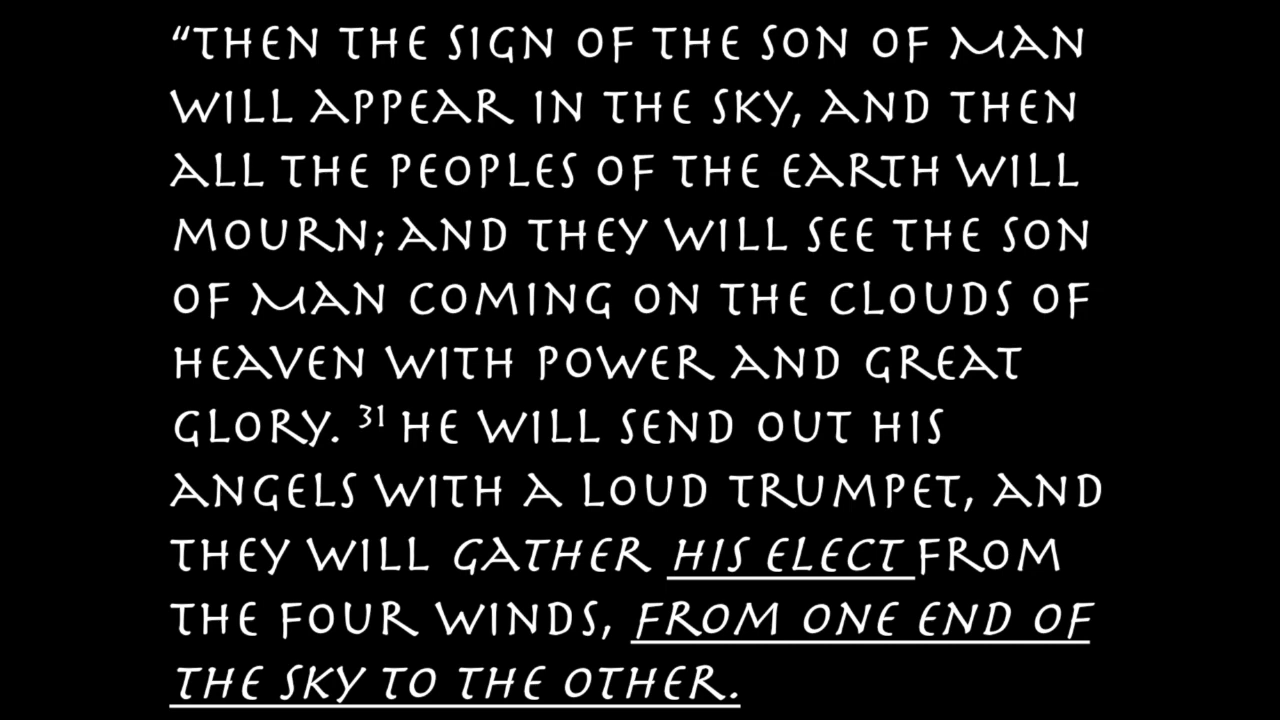 “THEN THE SIGN OF THE SON OF MAN
WILL APPEAR IN THE SKY, AND THEN
ALL THE PEOPLES OF THE EARTH WILL
MOURN; AND THEY WILL SEE THE SON
OF MAN COMING ON THE CLOUDS OF
HEAVEN WITH POWER AND GREAT
GLORY. 31 HE WILL SEND OUT HIS
ANGELS WITH A LOUD TRUMPET, AND
THEY WILL GATHER HIS ELECT FROM
THE FOUR WINDS, FROM ONE END OF
THE SKY TO THE OTHER.